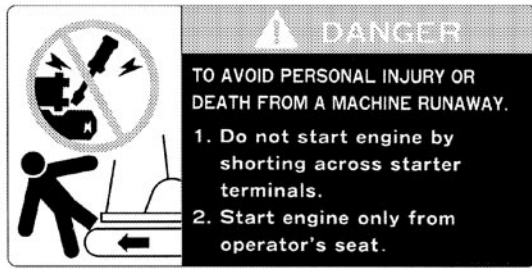 DANGER
TO AVOID PERSONAL INJURY OR
DEATH FROM A MACHINE RUNAWAY.
1. Do not start engine by
shorting across starter
terminals.
2. Start engine only from
operator's seat.